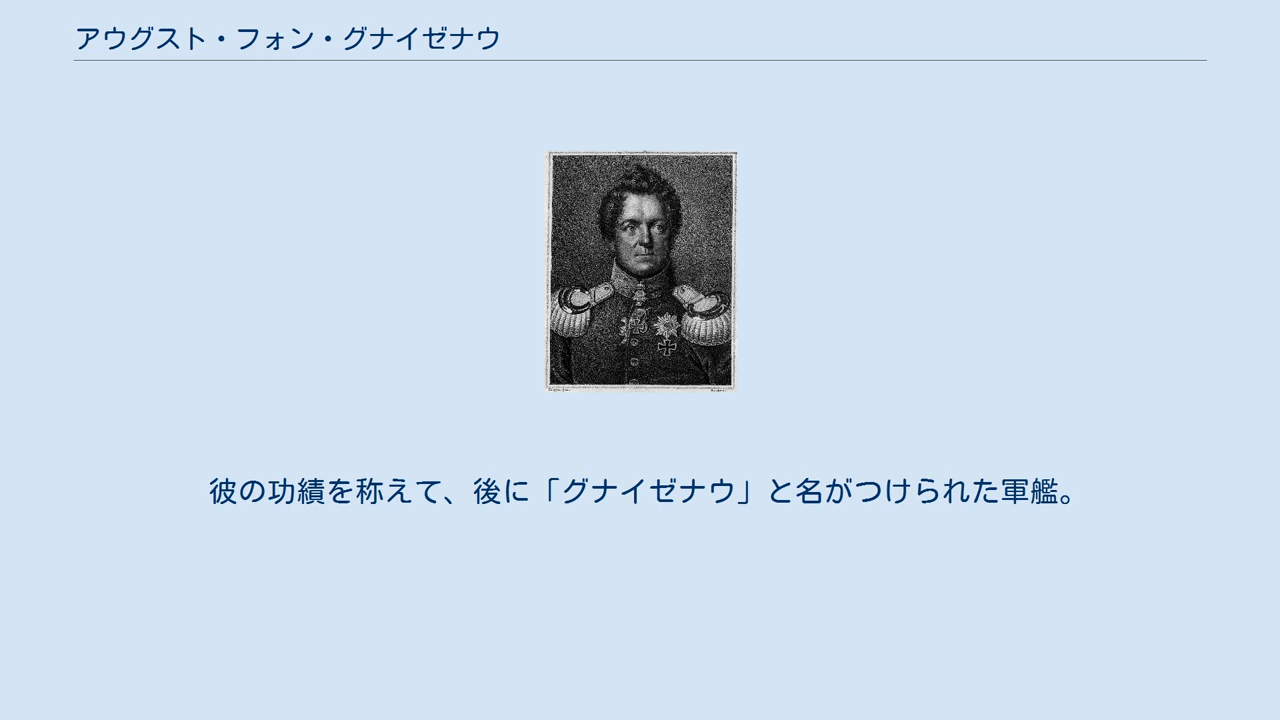 アウグスト・フォン・グナイゼナウ
彼の功績を称えて、後に「グナイゼナウ」と名がつけられた軍艦。